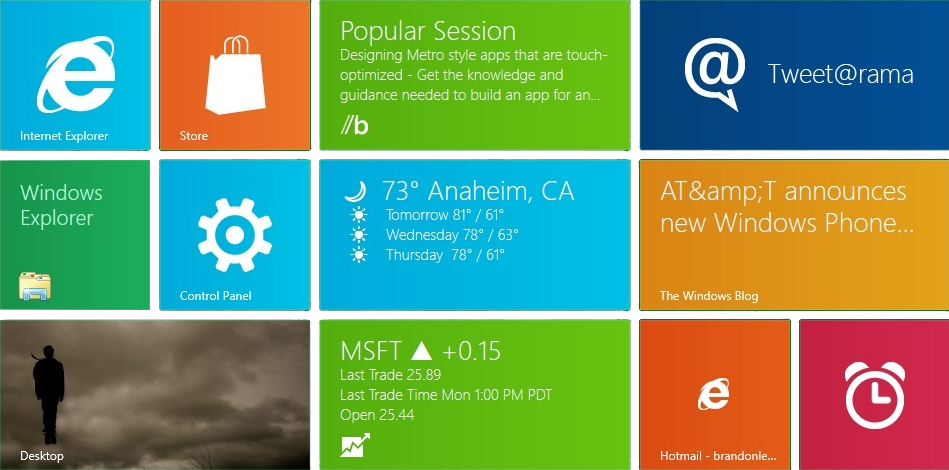 Internet Explorer
Store
Popular Session
Designing Metro style apps that are touch-
optimized - Get the knowledge and
guidance needed to build an app for an...
//b
@
Tweet@rama
Windows
Explorer
Control Panel
73° Anaheim, CA
Tomorrow 81° / 61°
Wednesday 78° / 63°
Thursday 78° / 61°
AT&amp;T announces
new Windows Phone...
The Windows Blog
Desktop
MSFT ▲ +0.15
Last Trade 25.89
Last Trade Time Mon 1:00 PM PDT
Open 25.44
Hotmail - brandonle...